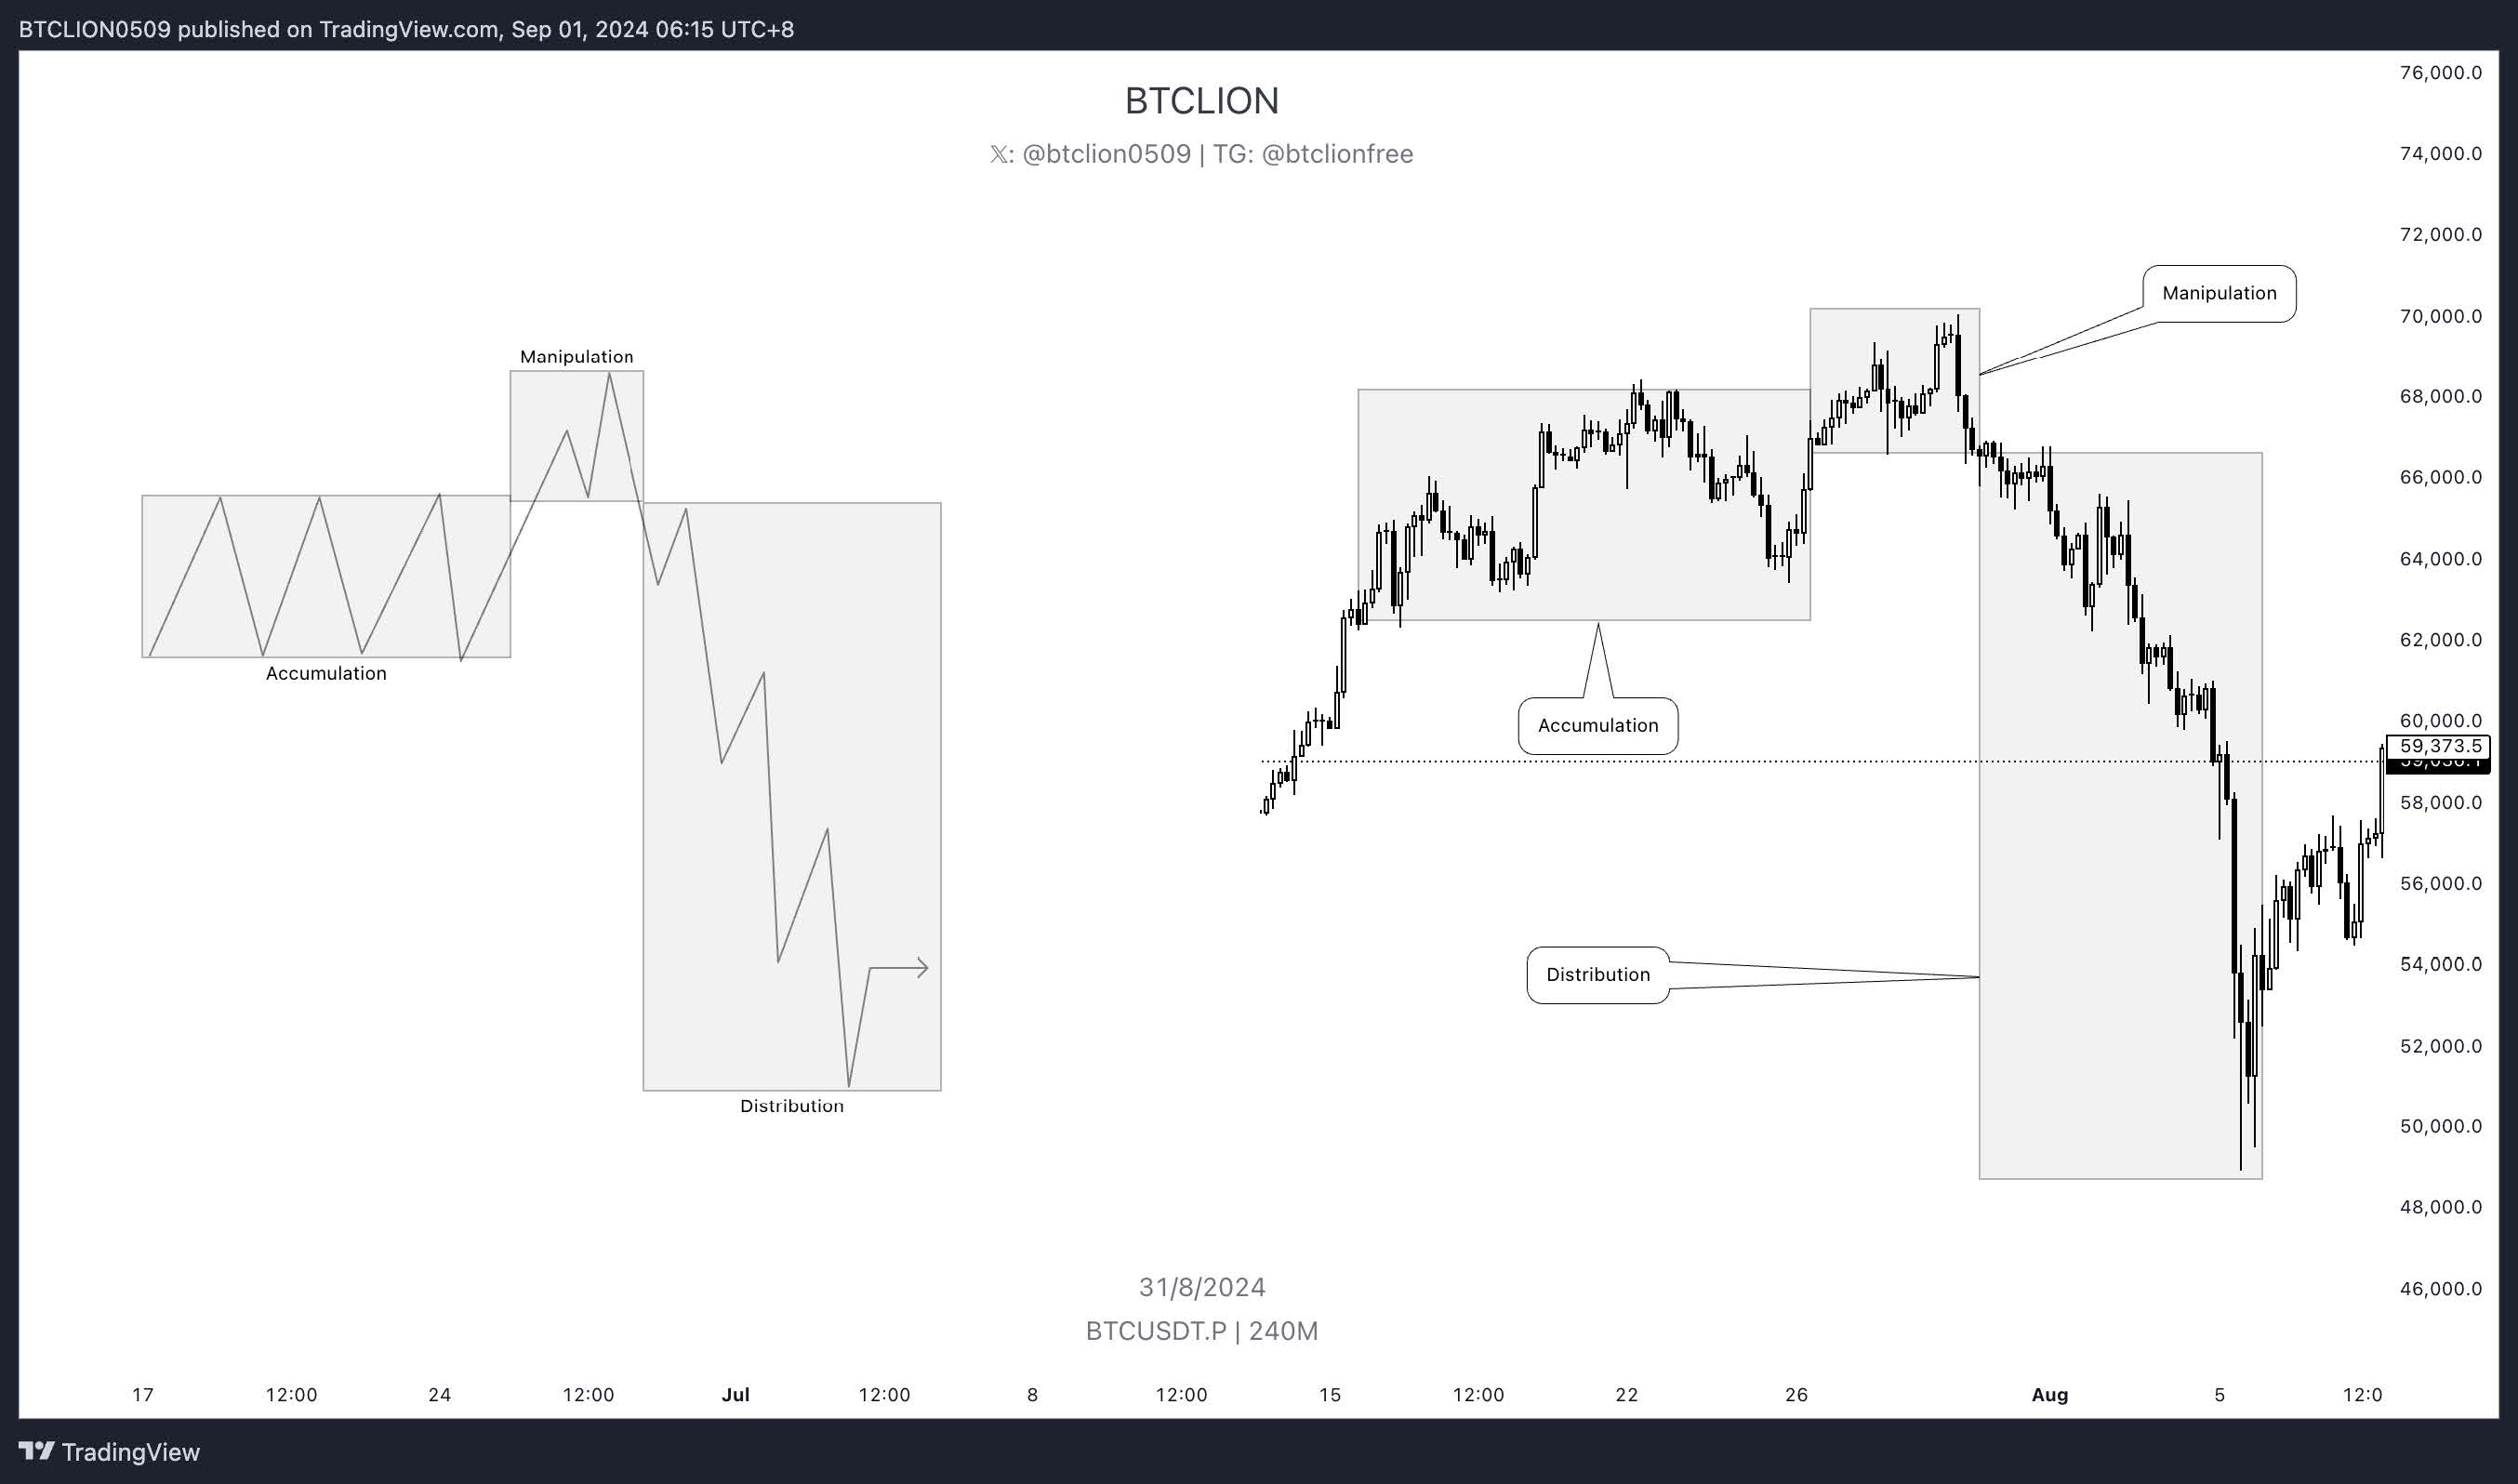 BTCLION0509 published on TradingView.com, Sep 01, 2024 06:15 UTC+8
BTCLION
𝕏: @btclion0509 | TG: @btclionfree
Manipulation
Accumulation
Distribution
Manipulation
Accumulation
Distribution
76,000.0
74,000.0
72,000.0
70,000.0
68,000.0
66,000.0
64,000.0
62,000.0
60,000.0
59,373.5
58,000.0
56,000.0
54,000.0
52,000.0
50,000.0
48,000.0
46,000.0
31/8/2024
BTCUSDT.P | 240M
17 12:00 24 12:00 Jul 12:00 8 12:00 15 12:00 22 26 Aug 5 12:0
TradingView